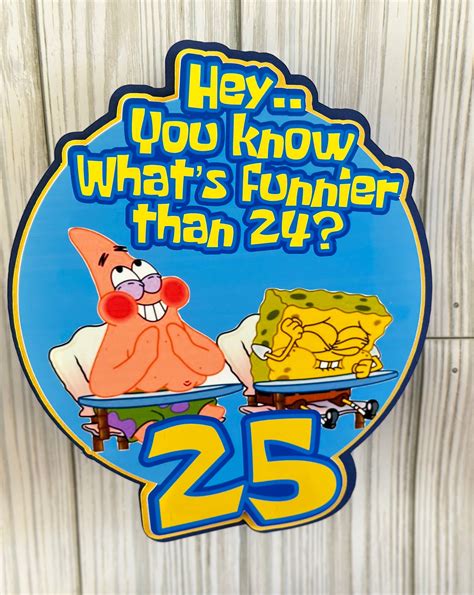 Hey..
You know
What's Funnier
than 24?
25